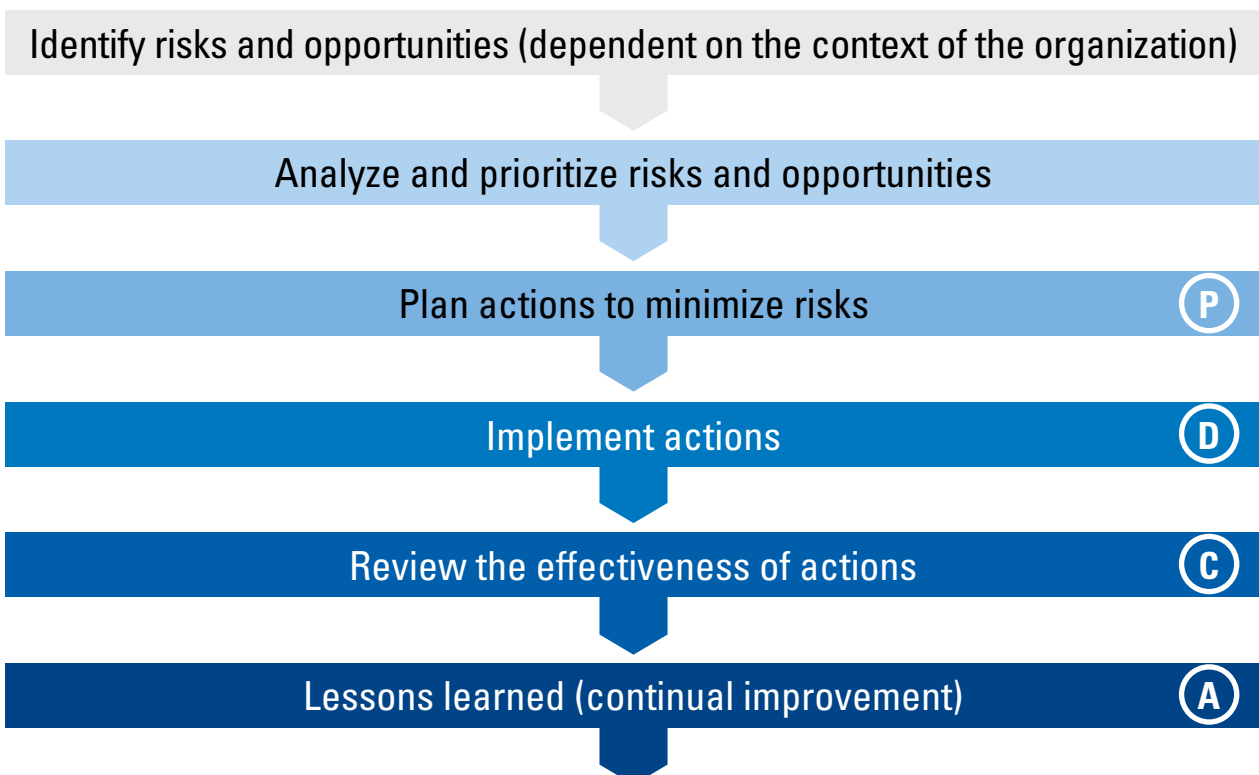 Identify risks and opportunities (dependent on the context of the organization)
Analyze and prioritize risks and opportunities
Plan actions to minimize risks
P
Implement actions
D
Review the effectiveness of actions
C
Lessons learned (continual improvement)
A